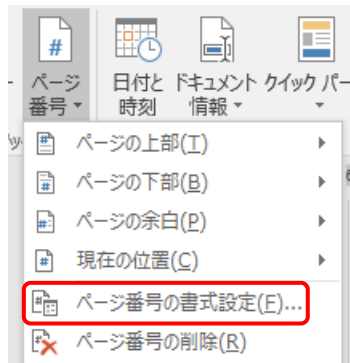 ページ 番号
日付と 時刻
ドキュメント 情報
クイック パー
ページの上部(T)
ページの下部(B)
ページの余白(P)
現在の位置(C)
ページ番号の書式設定(F)...
ページ番号の削除(R)